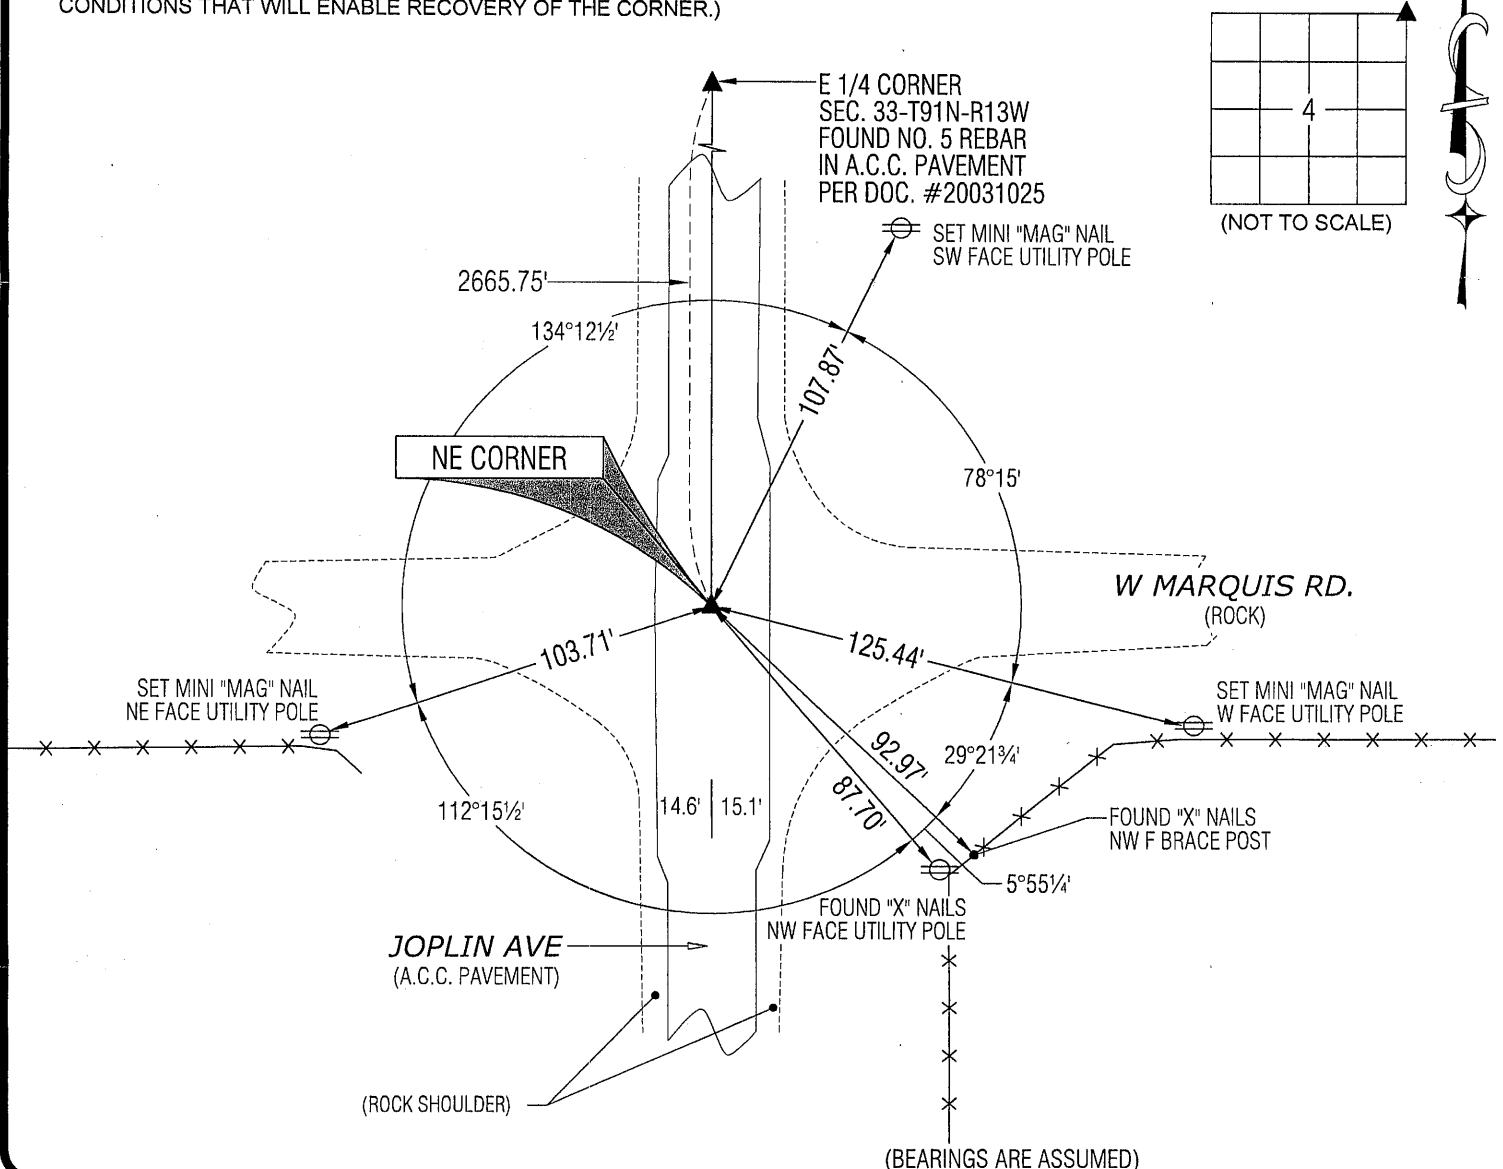 CONDITIONS THAT WILL ENABLE RECOVERY OF THE CORNER.)
E 1/4 CORNER
SEC. 33-T91N-R13W
FOUND NO. 5 REBAR
IN A.C.C. PAVEMENT
PER DOC. #20031025
4
(NOT TO SCALE)
SET MINI "MAG" NAIL
SW FACE UTILITY POLE
2665.75'
134°12½'
107.87'
NE CORNER
78°15'
W MARQUIS RD.
(ROCK)
103.71'
125.44'
SET MINI "MAG" NAIL
NE FACE UTILITY POLE
SET MINI "MAG" NAIL
W FACE UTILITY POLE
92.97'
29°21¾'
87.70'
112°15½'
14.6'
15.1'
FOUND "X" NAILS
NW F BRACE POST
5°55¼'
FOUND "X" NAILS
NW FACE UTILITY POLE
JOPLIN AVE
(A.C.C. PAVEMENT)
(ROCK SHOULDER)
(BEARINGS ARE ASSUMED)